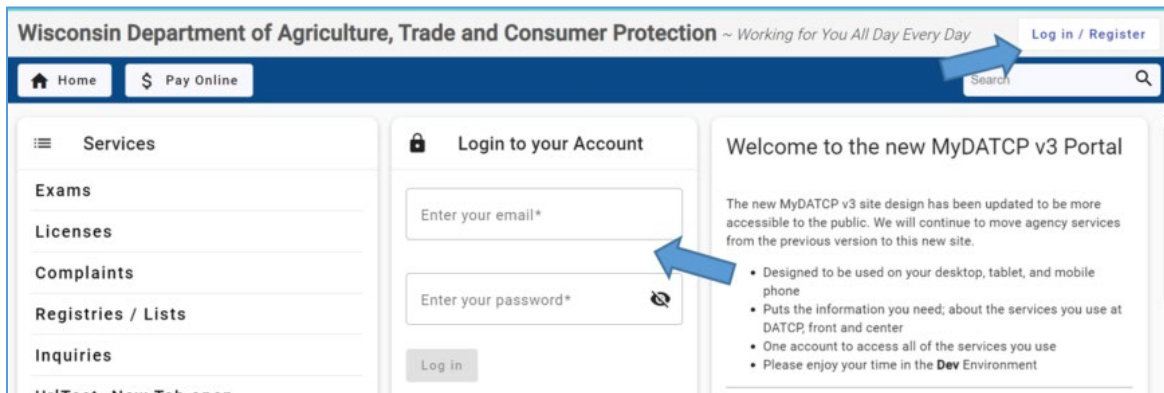 Wisconsin Department of Agriculture, Trade and Consumer Protection ~ Working for You All Day Every Day
Log in / Register
Home
$ Pay Online
Search
Services
Exams
Licenses
Complaints
Registries / Lists
Inquiries
Login to your Account
Enter your email*
Enter your password*
Log in
Welcome to the new MyDATCP v3 Portal
The new MyDATCP v3 site design has been updated to be more
accessible to the public. We will continue to move agency services
from the previous version to this new site.
• Designed to be used on your desktop, tablet, and mobile
phone
• Puts the information you need; about the services you use at
DATCP, front and center
• One account to access all of the services you use
• Please enjoy your time in the Dev Environment